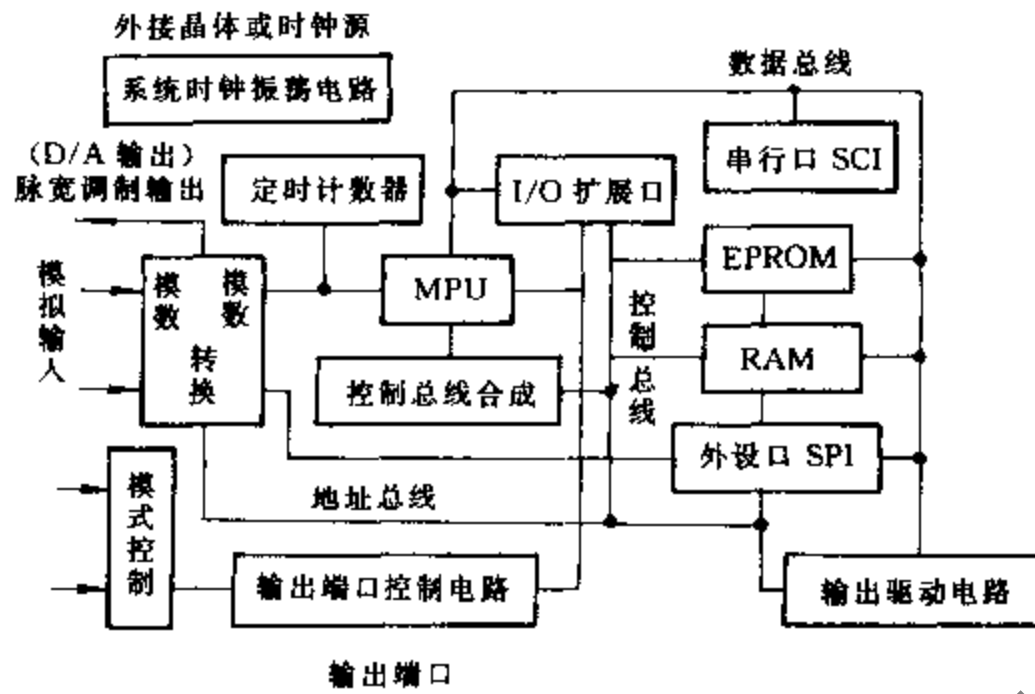 外接晶体或时钟源
系统时钟振荡电路
数据总线
(D/A 输出)
脉宽调制输出
定时计数器
I/O 扩展口
串行口 SCI
模拟输入
模数
模数
转换
MPU
EPROM
控制总线
RAM
控制总线合成
外设口 SPI
模式控制
地址总线
输出端口控制电路
输出驱动电路
输出端口